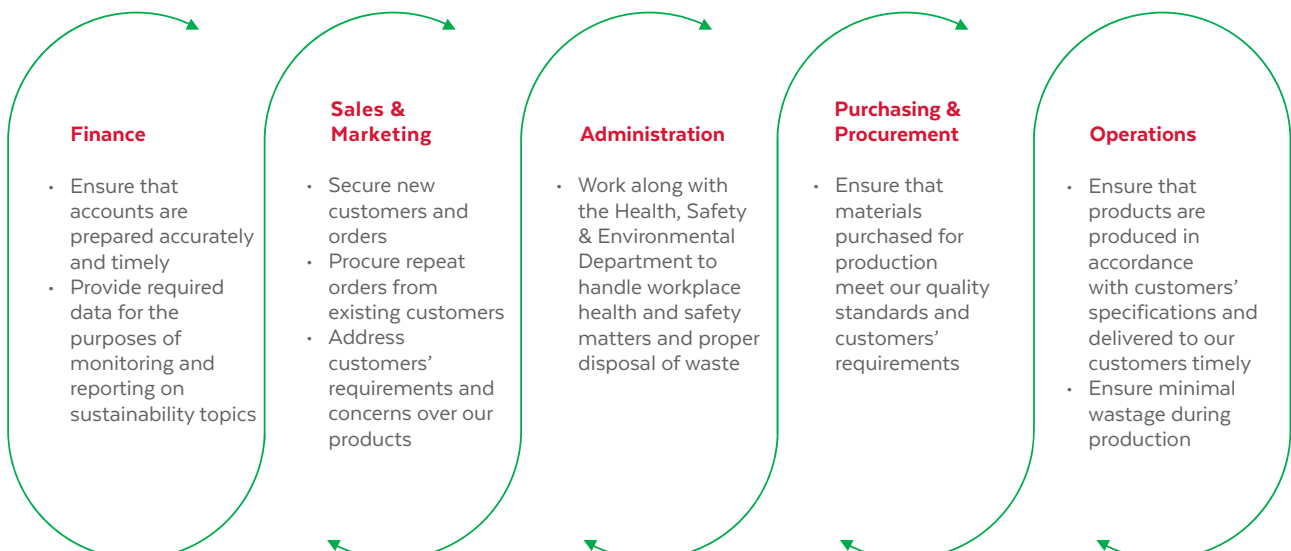 Finance
• Ensure that
accounts are
prepared accurately
and timely
• Provide required
data for the
purposes of
monitoring and
reporting on
sustainability topics
Sales &
Marketing
• Secure new
customers and
orders
• Procure repeat
orders from
existing customers
• Address
customers’
requirements and
concerns over our
products
Administration
• Work along with
the Health, Safety
& Environmental
Department to
handle workplace
health and safety
matters and proper
disposal of waste
Purchasing &
Procurement
• Ensure that
materials
purchased for
production
meet our quality
standards and
customers’
requirements
Operations
• Ensure that
products are
produced in
accordance
with customers’
specifications and
delivered to our
customers timely
• Ensure minimal
wastage during
production